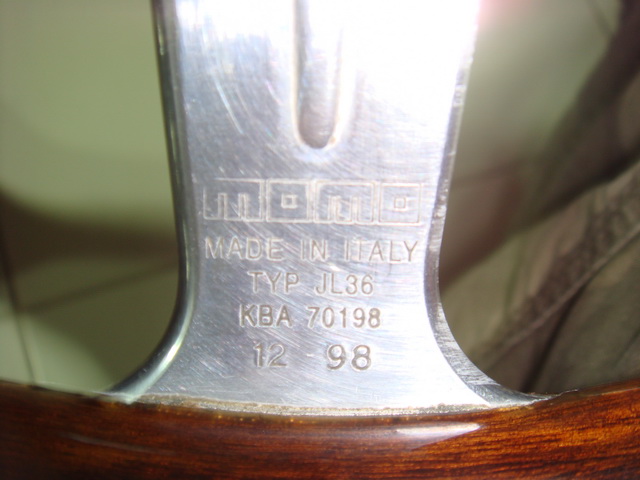 momo
MADE IN ITALY
TYP JL36
KBA 70198
12 98